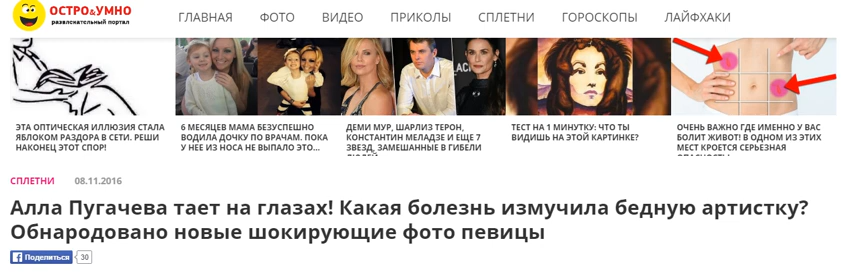 ОСТРО&УМНО
развлекательный портал
ГЛАВНАЯ ФОТО ВИДЕО ПРИКОЛЫ СПЛЕТНИ ГОРОСКОПЫ ЛАЙФХАКИ
ЭТА ОПТИЧЕСКАЯ ИЛЛЮЗИЯ СТАЛА
ЯБЛОКОМ РАЗДОРА В СЕТИ. РЕШИ
НАКОНЕЦ ЭТОТ СПОР!
6 МЕСЯЦЕВ МАМА БЕЗУСПЕШНО
ВОДИЛА ДОЧКУ ПО ВРАЧАМ. ПОКА
У НЕЕ ИЗ НОСА НЕ ВЫПАЛО ЭТО...
ДЕМИ МУР, ШАРЛИЗ ТЕРОН,
КОНСТАНТИН МЕЛАДЗЕ И ЕЩЕ 7
ЗВЕЗД, ЗАМЕШАННЫЕ В ГИБЕЛИ
ЛЮДЕЙ
ТЕСТ НА 1 МИНУТКУ: ЧТО ТЫ
ВИДИШЬ НА ЭТОЙ КАРТИНКЕ?
ОЧЕНЬ ВАЖНО ГДЕ ИМЕННО У ВАС
БОЛИТ ЖИВОТ! В ОДНОМ ИЗ ЭТИХ
МЕСТ КРОЕТСЯ СЕРЬЕЗНАЯ
ОПАСНОСТЬ
СПЛЕТНИ 08.11.2016
Алла Пугачева тает на глазах! Какая болезнь измучила бедную артистку?
Обнародовано новые шокирующие фото певицы
Поделиться 30